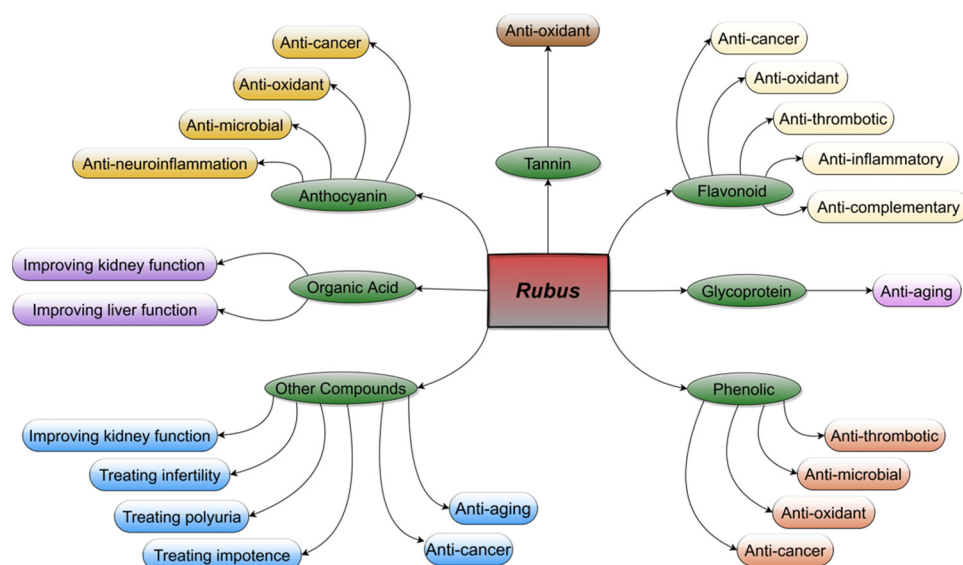 Anti-cancer
Anti-oxidant
Anti-microbial
Anti-neuroinflammation
Anthocyanin
Anti-oxidant
Tannin
Anti-cancer
Anti-oxidant
Anti-thrombotic
Anti-inflammatory
Anti-complementary
Flavonoid
Improving kidney function
Improving liver function
Organic Acid
Rubus
Glycoprotein
Anti-aging
Other Compounds
Improving kidney function
Treating infertility
Treating polyuria
Treating impotence
Anti-aging
Anti-cancer
Phenolic
Anti-thrombotic
Anti-microbial
Anti-oxidant
Anti-cancer